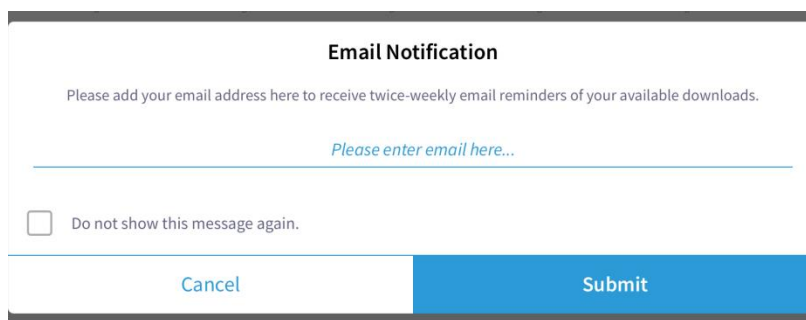 Email Notification
Please add your email address here to receive twice-weekly email reminders of your available downloads.
Please enter email here...
Do not show this message again.
Cancel
Submit